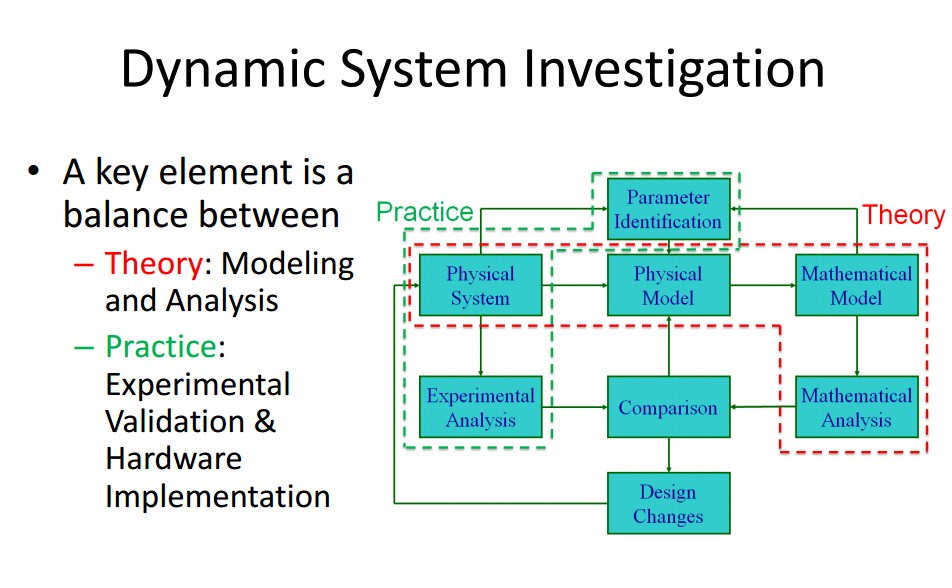 Dynamic System Investigation
• A key element is a
balance between
– Theory: Modeling
and Analysis
– Practice:
Experimental
Validation &
Hardware
Implementation
Practice
Theory
Parameter
Identification
Physical
System
Physical
Model
Mathematical
Model
Experimental
Analysis
Comparison
Mathematical
Analysis
Design
Changes